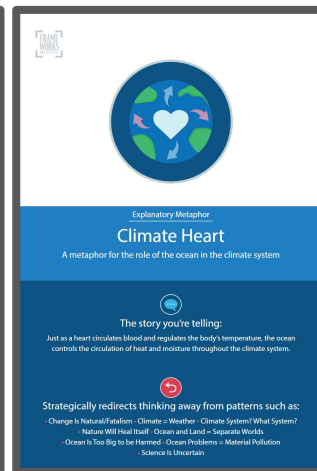 FRAME
WORKS
Explanatory Metaphor
Climate Heart
A metaphor for the role of the ocean in the climate system
The story you're telling:
Just as a heart circulates blood and regulates the body's temperature, the ocean
controls the circulation of heat and moisture throughout the climate system.
Strategically redirects thinking away from patterns such as:
• Change Is Natural/Fatalism • Climate = Weather • Climate System? What System?
• Nature Will Heal Itself • Ocean and Land = Separate Worlds
• Ocean Is Too Big to be Harmed • Ocean Problems = Material Pollution
• Science Is Uncertain